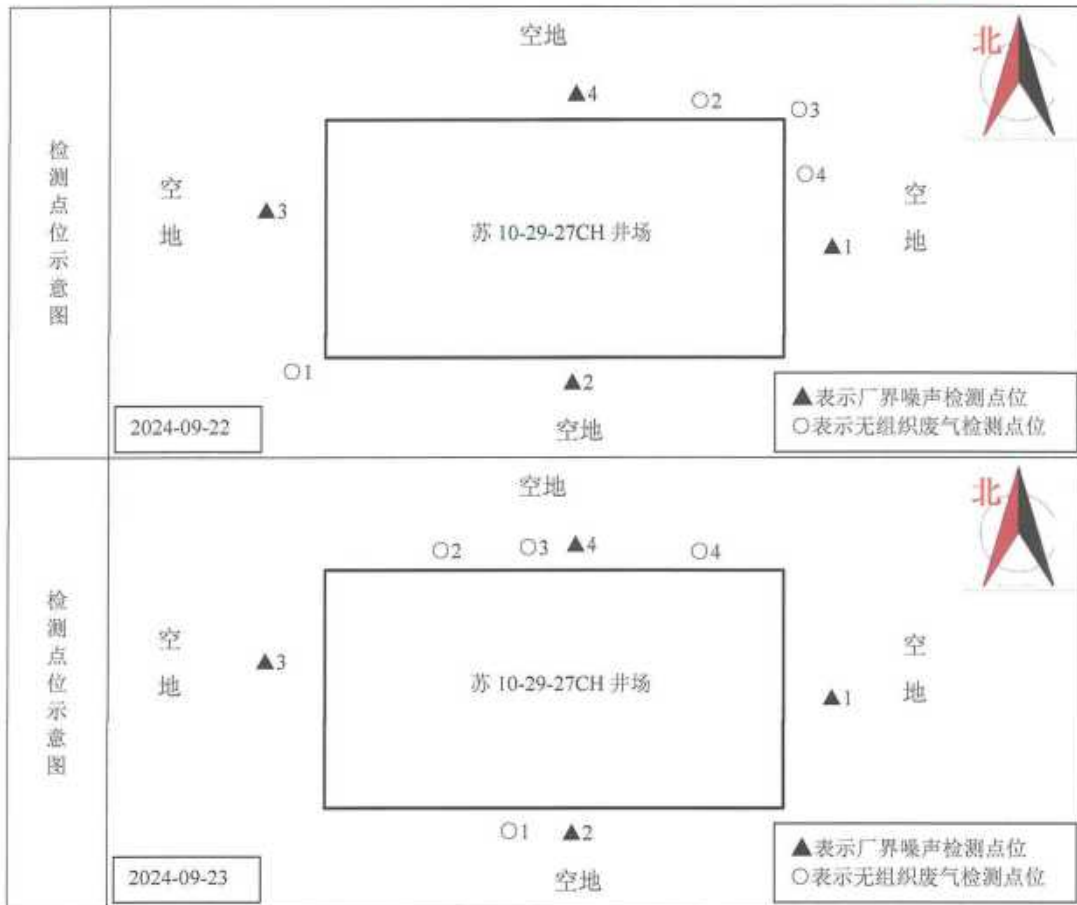 检测点位示意图
空地
北
▲4
○2
○3
○4
空地
▲3
苏 10-29-27CH 井场
空地
▲1
○1
▲2
▲表示厂界噪声检测点位
○表示无组织废气检测点位
2024-09-22
空地
检测点位示意图
空地
北
○2
○3
▲4
○4
空地
▲3
苏 10-29-27CH 井场
空地
▲1
○1
▲2
▲表示厂界噪声检测点位
○表示无组织废气检测点位
2024-09-23
空地